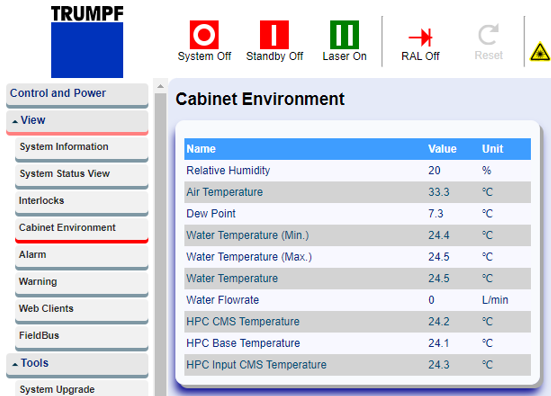 TRUMPF
System Off
Standby Off
Laser On
RAL Off
Reset
Control and Power
View
System Information
System Status View
Interlocks
Cabinet Environment
Alarm
Warning
Web Clients
FieldBus
Tools
System Upgrade
Cabinet Environment
Name Value Unit
Relative Humidity 20 %
Air Temperature 33.3 °C
Dew Point 7.3 °C
Water Temperature (Min.) 24.4 °C
Water Temperature (Max.) 24.5 °C
Water Temperature 24.5 °C
Water Flowrate 0 L/min
HPC CMS Temperature 24.2 °C
HPC Base Temperature 24.1 °C
HPC Input CMS Temperature 24.3 °C